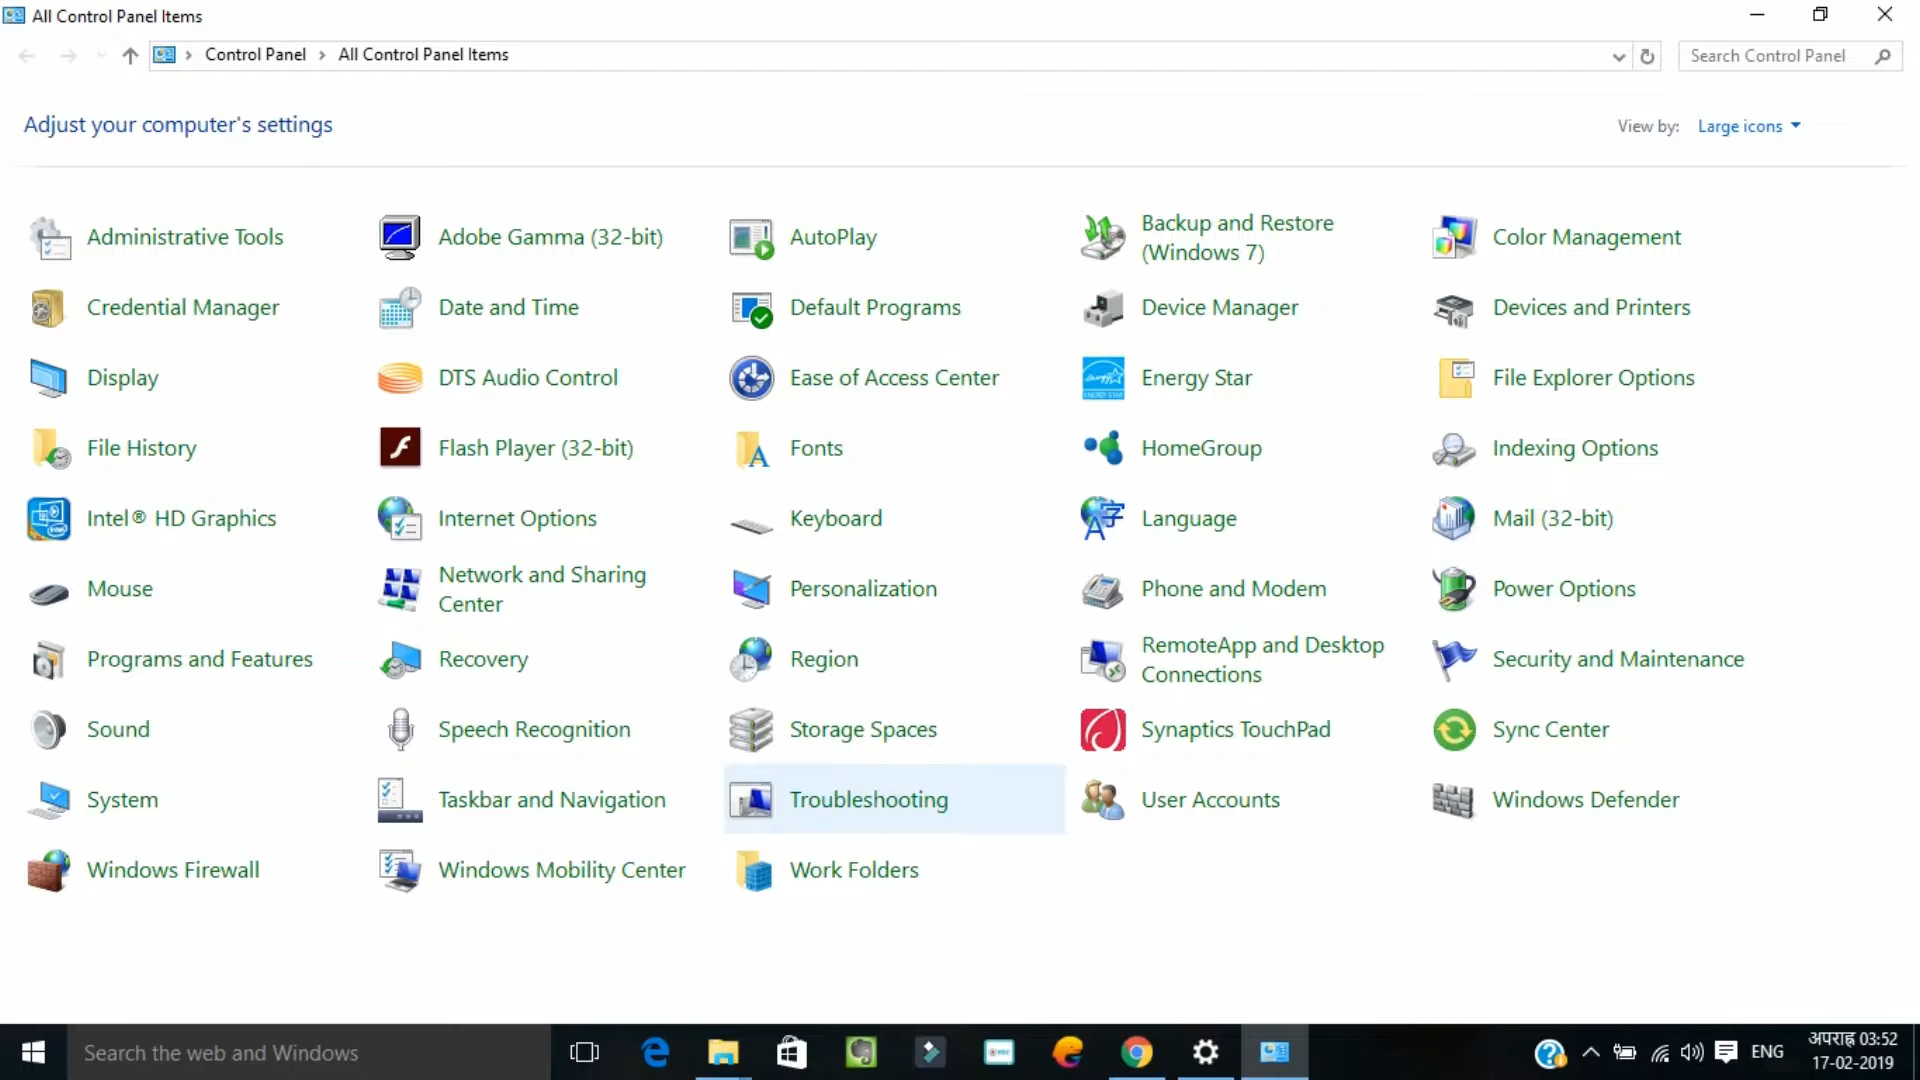 All Control Panel Items
Control Panel > All Control Panel Items
Search Control Panel
Adjust your computer's settings
View by: Large icons
Administrative Tools
Adobe Gamma (32-bit)
AutoPlay
Backup and Restore
(Windows 7)
Color Management
Credential Manager
Date and Time
Default Programs
Device Manager
Devices and Printers
Display
DTS Audio Control
Ease of Access Center
Energy Star
File Explorer Options
File History
Flash Player (32-bit)
Fonts
HomeGroup
Indexing Options
Intel® HD Graphics
Internet Options
Keyboard
Language
Mail (32-bit)
Mouse
Network and Sharing
Center
Personalization
Phone and Modem
Power Options
Programs and Features
Recovery
Region
RemoteApp and Desktop
Connections
Security and Maintenance
Sound
Speech Recognition
Storage Spaces
Synaptics TouchPad
Sync Center
System
Taskbar and Navigation
Troubleshooting
User Accounts
Windows Defender
Windows Firewall
Windows Mobility Center
Work Folders
Search the web and Windows
ENG
अपराह्न 03:52
17-02-2019